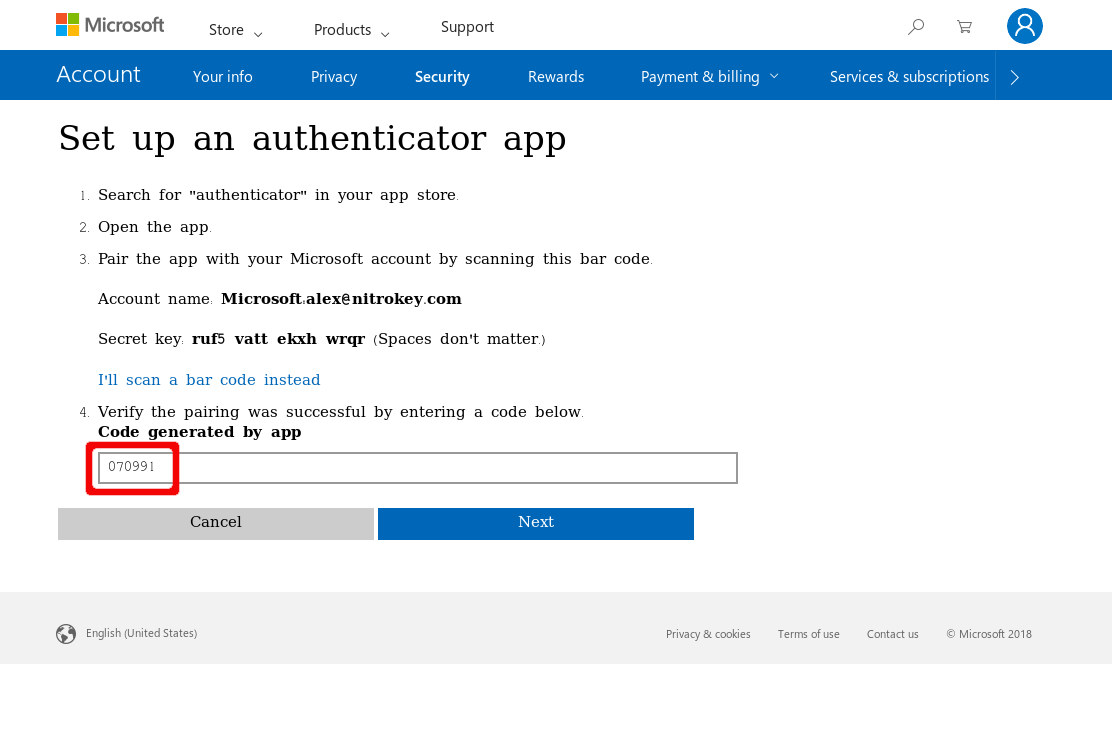 Microsoft Store Products Support
Account Your info Privacy Security Rewards Payment & billing Services & subscriptions
Set up an authenticator app
1. Search for "authenticator" in your app store.
2. Open the app.
3. Pair the app with your Microsoft account by scanning this bar code.
Account name: Microsoft:alex@nitrokey.com
Secret key: ruf5 vatt ekxh wrqr (Spaces don't matter.)
I'll scan a bar code instead
4. Verify the pairing was successful by entering a code below.
Code generated by app
070991
Cancel Next
English (United States) Privacy & cookies Terms of use Contact us © Microsoft 2018